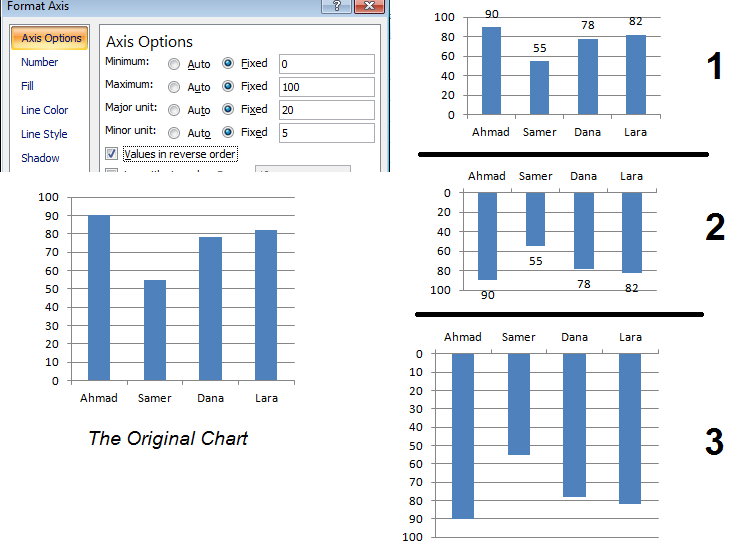 Format Axis
?
Axis Options
Number
Fill
Line Color
Line Style
Shadow
Axis Options
Minimum: Auto Fixed 0
Maximum: Auto Fixed 100
Major unit: Auto Fixed 20
Minor unit: Auto Fixed 5
Values in reverse order
100
90
80
70
60
50
40
30
20
10
0
Ahmad Samer Dana Lara
The Original Chart
100
80
60
40
20
0
90 55 78 82
Ahmad Samer Dana Lara
1
Ahmad Samer Dana Lara
0
20
40
60
80
100
90 55 78 82
2
Ahmad Samer Dana Lara
0
10
20
30
40
50
60
70
80
90
100
3